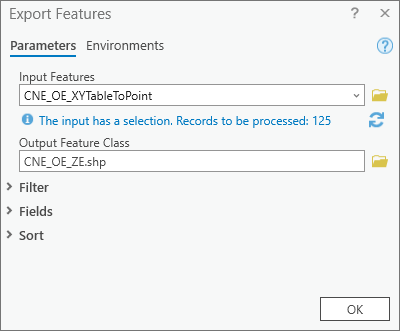 Export Features
? ×
Parameters Environments
?
Input Features
CNE_OE_XYTableToPoint
The input has a selection. Records to be processed: 125
Output Feature Class
CNE_OE_ZE.shp
Filter
Fields
Sort
OK